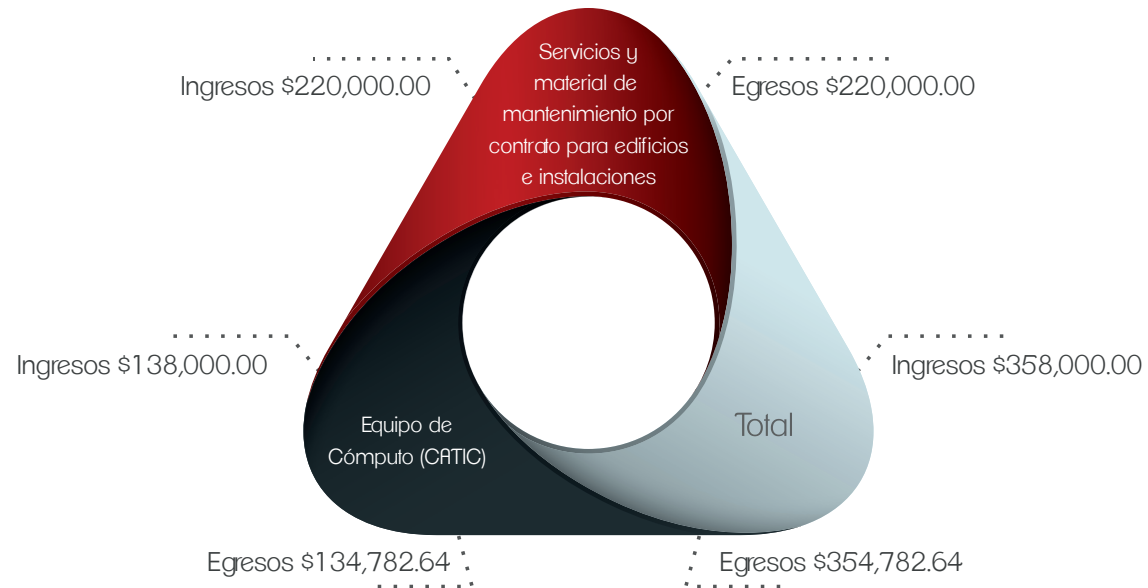 Servicios y
material de
mantenimiento por
contrato para edificios
e instalaciones
Ingresos $220,000.00
Egresos $220,000.00
Ingresos $138,000.00
Ingresos $358,000.00
Equipo de
Cómputo (CATIC)
Total
Egresos $134,782.64
Egresos $354,782.64